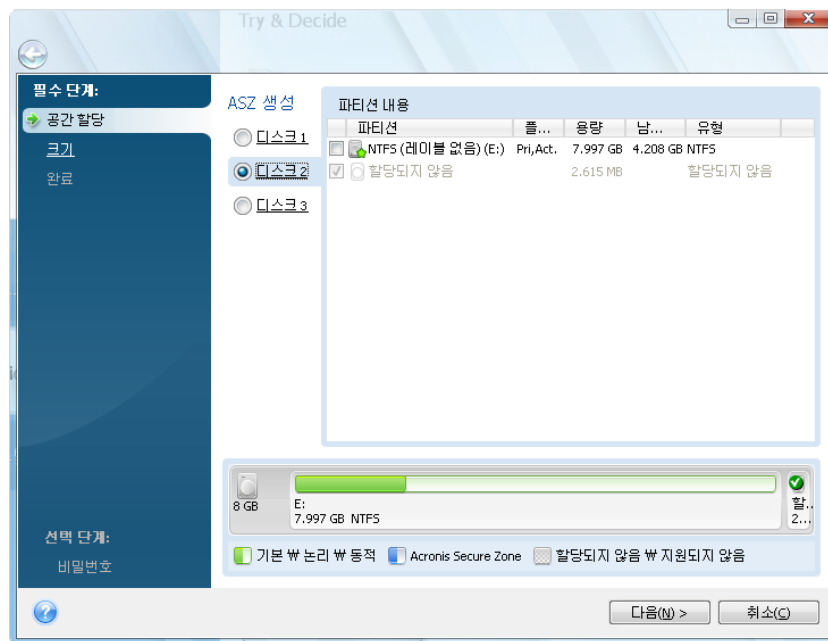 Try & Decide
필수 단계:
공간 할당
크기
완료
ASZ 생성
디스크 1
디스크 2
디스크 3
파티션 내용
파티션 플... 용량 남... 유형
NTFS (레이블 없음) (E:) Pri,Act. 7.997 GB 4.208 GB NTFS
할당되지 않음 2.615 MB 할당되지 않음
8 GB
E:
7.997 GB NTFS
할..
2...
기본 ₩ 논리 ₩ 동적 Acronis Secure Zone 할당되지 않음 ₩ 지원되지 않음
선택 단계:
비밀번호
다음(N) >
취소(C)